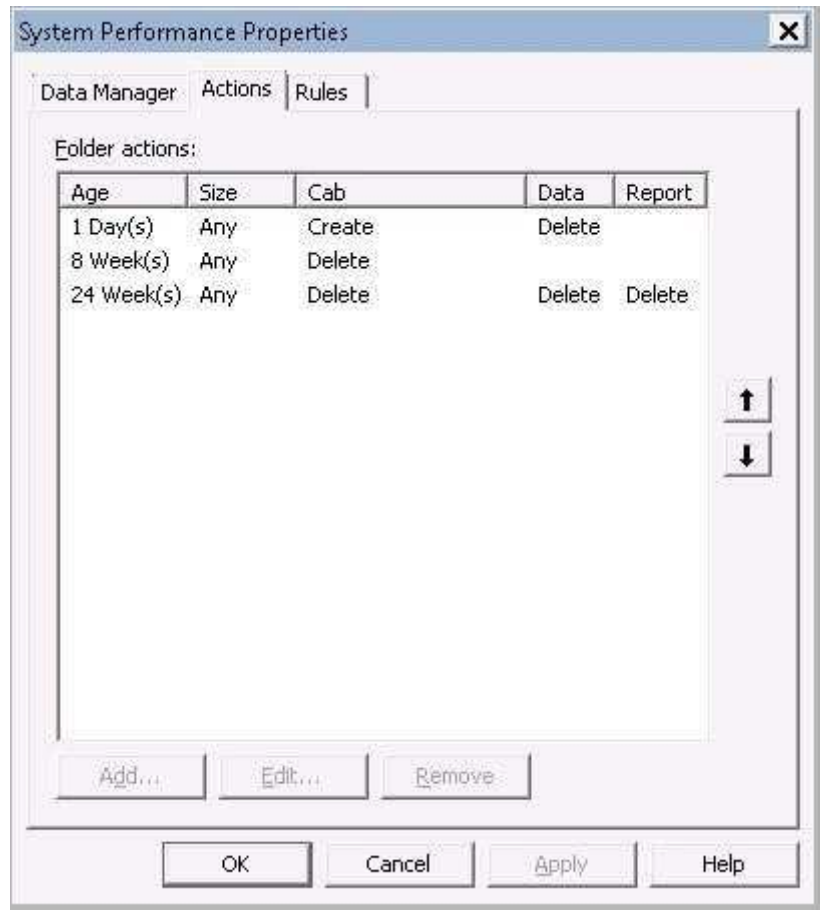 System Performance Properties
Data Manager Actions Rules
Folder actions:
Age Size Cab Data Report
1 Day(s) Any Create Delete
8 Week(s) Any Delete
24 Week(s) Any Delete Delete Delete
Add... Edit... Remove
OK Cancel Apply Help